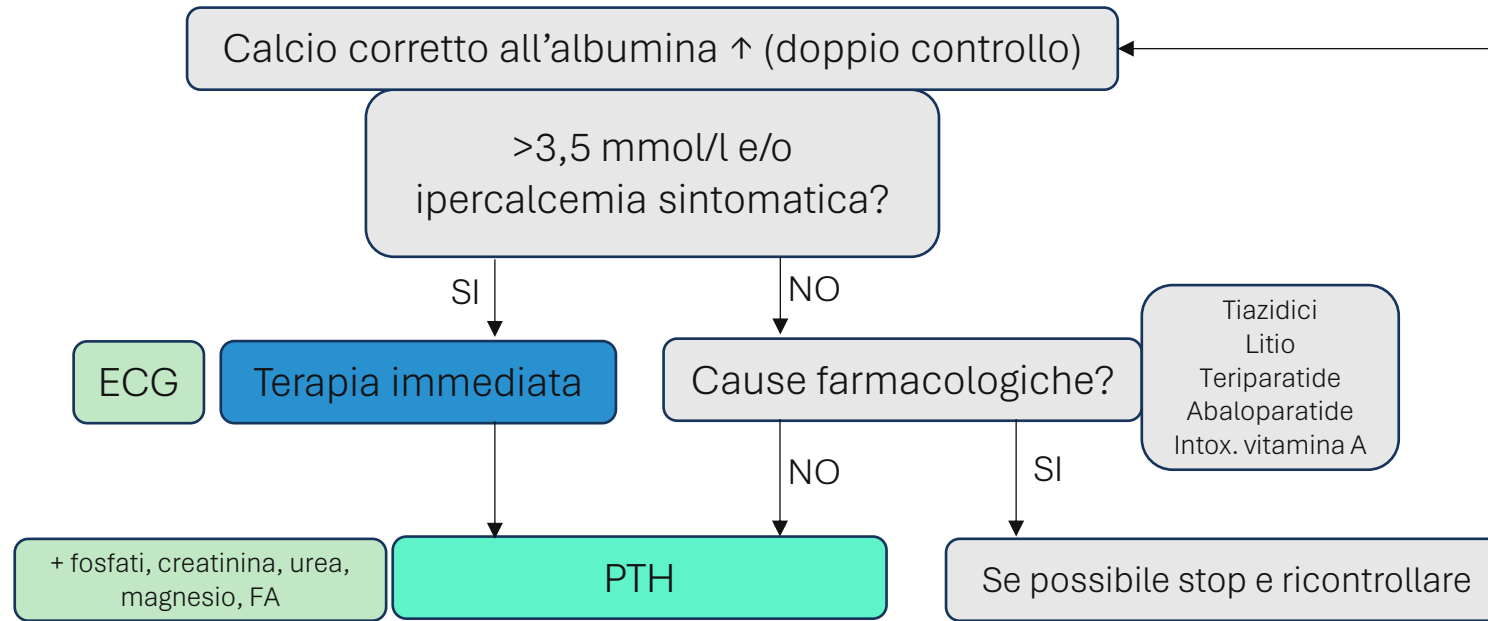 Calcio corretto all’albumina ↑ (doppio controllo)
>3,5 mmol/l e/o
ipercalcemia sintomatica?
SI
NO
Tiazidici
Litio
Teriparatide
Abaloparatide
Intox. vitamina A
ECG
Terapia immediata
Cause farmacologiche?
NO
SI
+ fosfati, creatinina, urea,
magnesio, FA
PTH
Se possibile stop e ricontrollare